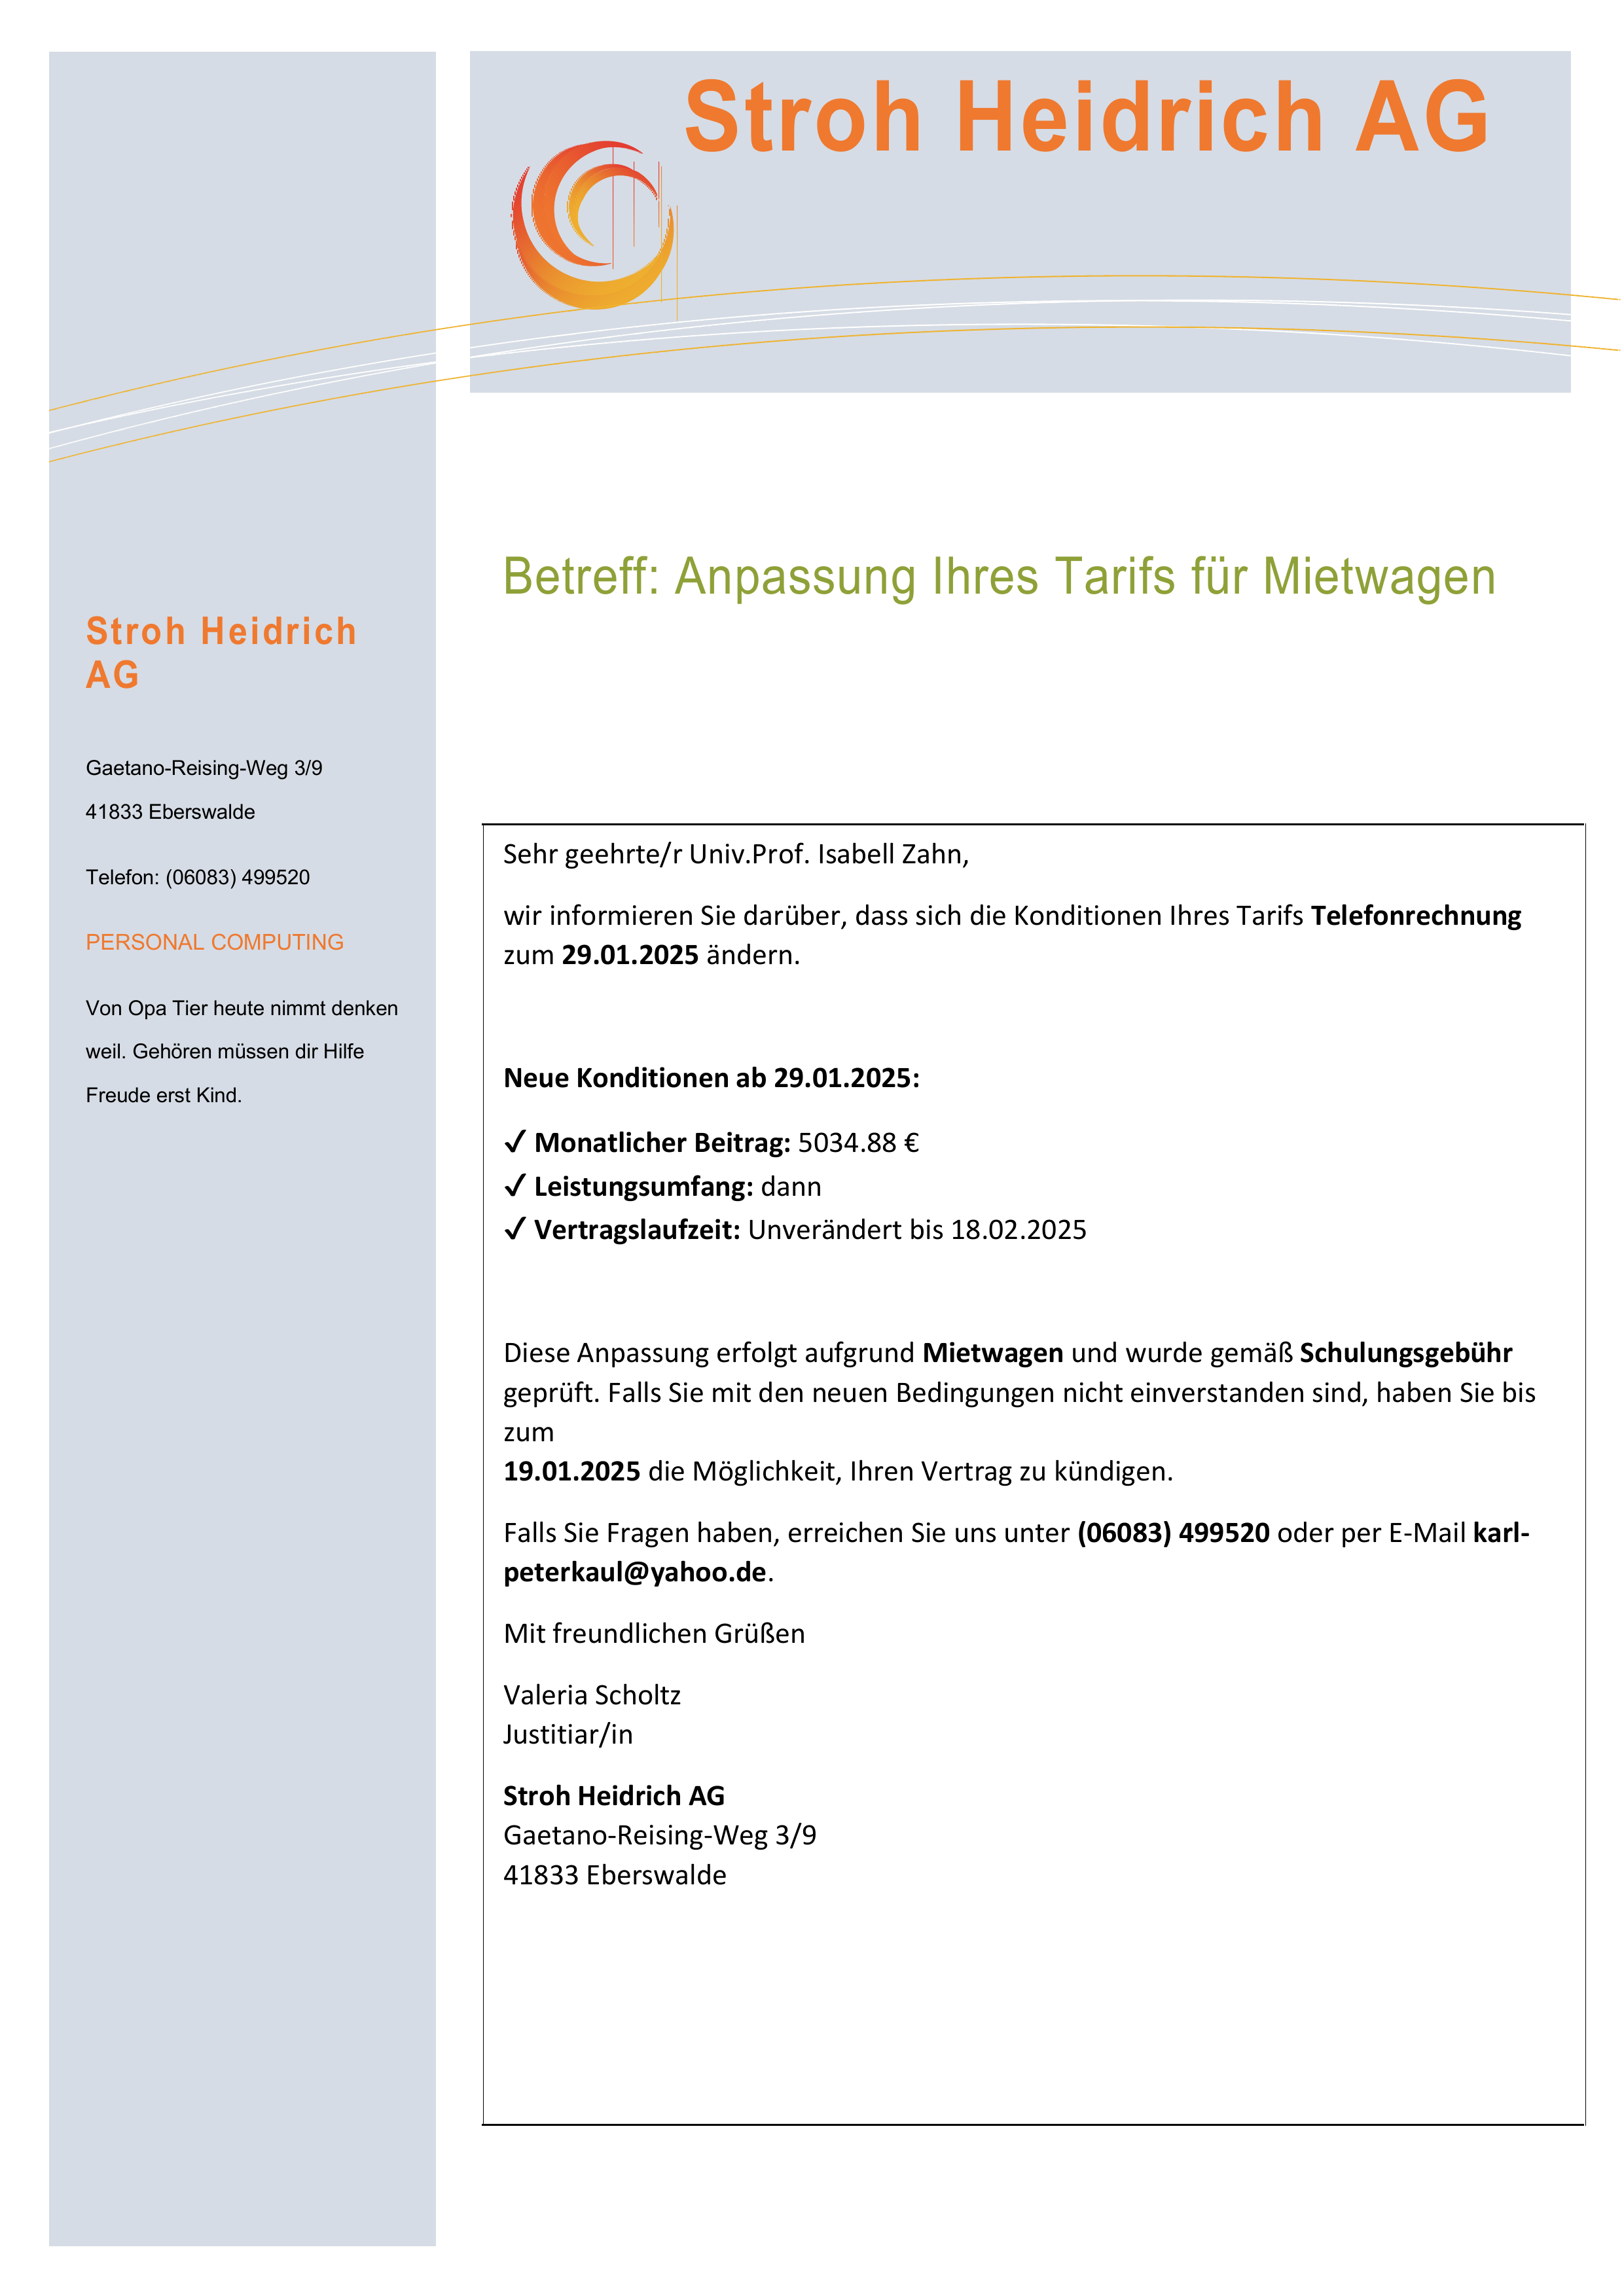 Stroh Heidrich AG
Stroh Heidrich
AG
Gaetano-Reising-Weg 3/9
41833 Eberswalde
Telefon: (06083) 499520
PERSONAL COMPUTING
Von Opa Tier heute nimmt denken
weil. Gehören müssen dir Hilfe
Freude erst Kind.
Betreff: Anpassung Ihres Tarifs für Mietwagen
Sehr geehrte/r Univ.Prof. Isabell Zahn,
wir informieren Sie darüber, dass sich die Konditionen Ihres Tarifs Telefonrechnung
zum 29.01.2025 ändern.
Neue Konditionen ab 29.01.2025:
✓ Monatlicher Beitrag: 5034.88 €
✓ Leistungsumfang: dann
✓ Vertragslaufzeit: Unverändert bis 18.02.2025
Diese Anpassung erfolgt aufgrund Mietwagen und wurde gemäß Schulungsgebühr
geprüft. Falls Sie mit den neuen Bedingungen nicht einverstanden sind, haben Sie bis
zum
19.01.2025 die Möglichkeit, Ihren Vertrag zu kündigen.
Falls Sie Fragen haben, erreichen Sie uns unter (06083) 499520 oder per E-Mail karl-
peterkaul@yahoo.de.
Mit freundlichen Grüßen
Valeria Scholtz
Justitiar/in
Stroh Heidrich AG
Gaetano-Reising-Weg 3/9
41833 Eberswalde